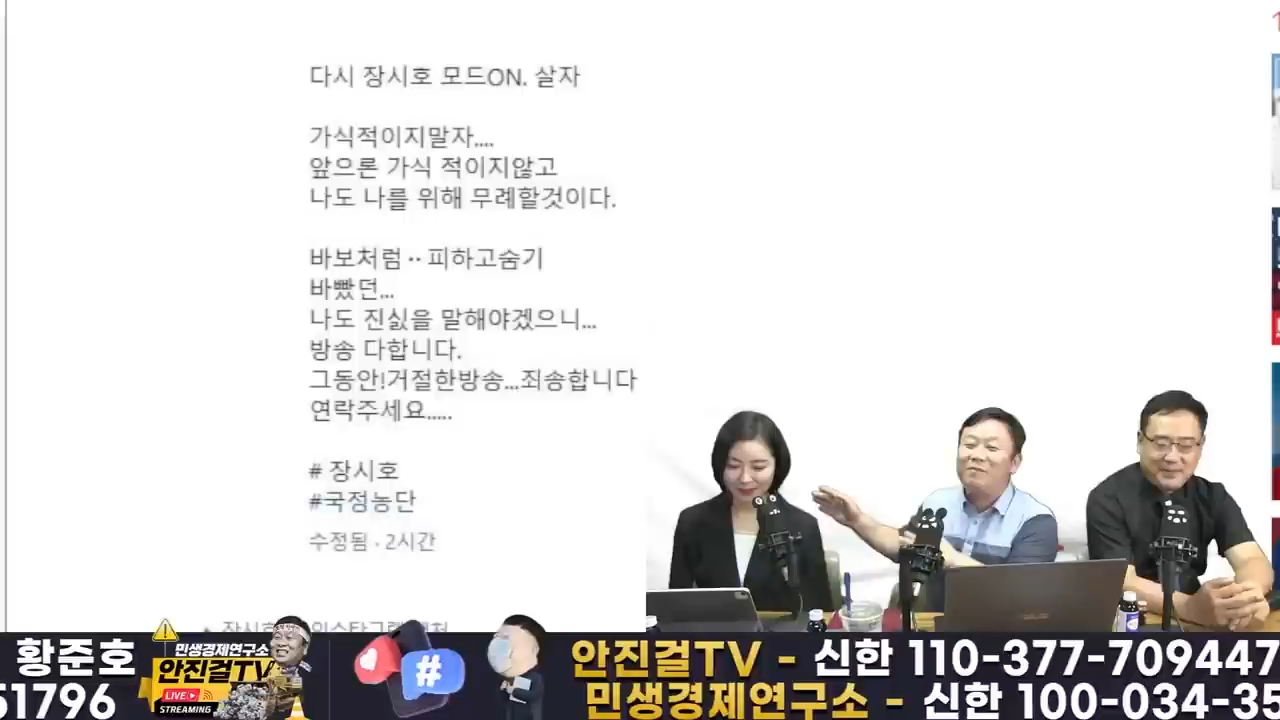 다시 장시호 모드ON. 살자
가식적이지말자....
앞으론 가식 적이지않고
나도 나를 위해 무례할것이다.
바보처럼‥피하고숨기
바빴던...
나도 진싨을 말해야겠으니...
방송 다합니다.
그동안!거절한방송...죄송합니다
연락주세요.....
# 장시호
#국정농단
수정됨 · 2시간
황준호
51796
민생경제연구소
안진걸TV
LIVE
STREAMING
#
안진걸TV - 신한 110-377-709447
민생경제연구소 - 신한 100-034-35